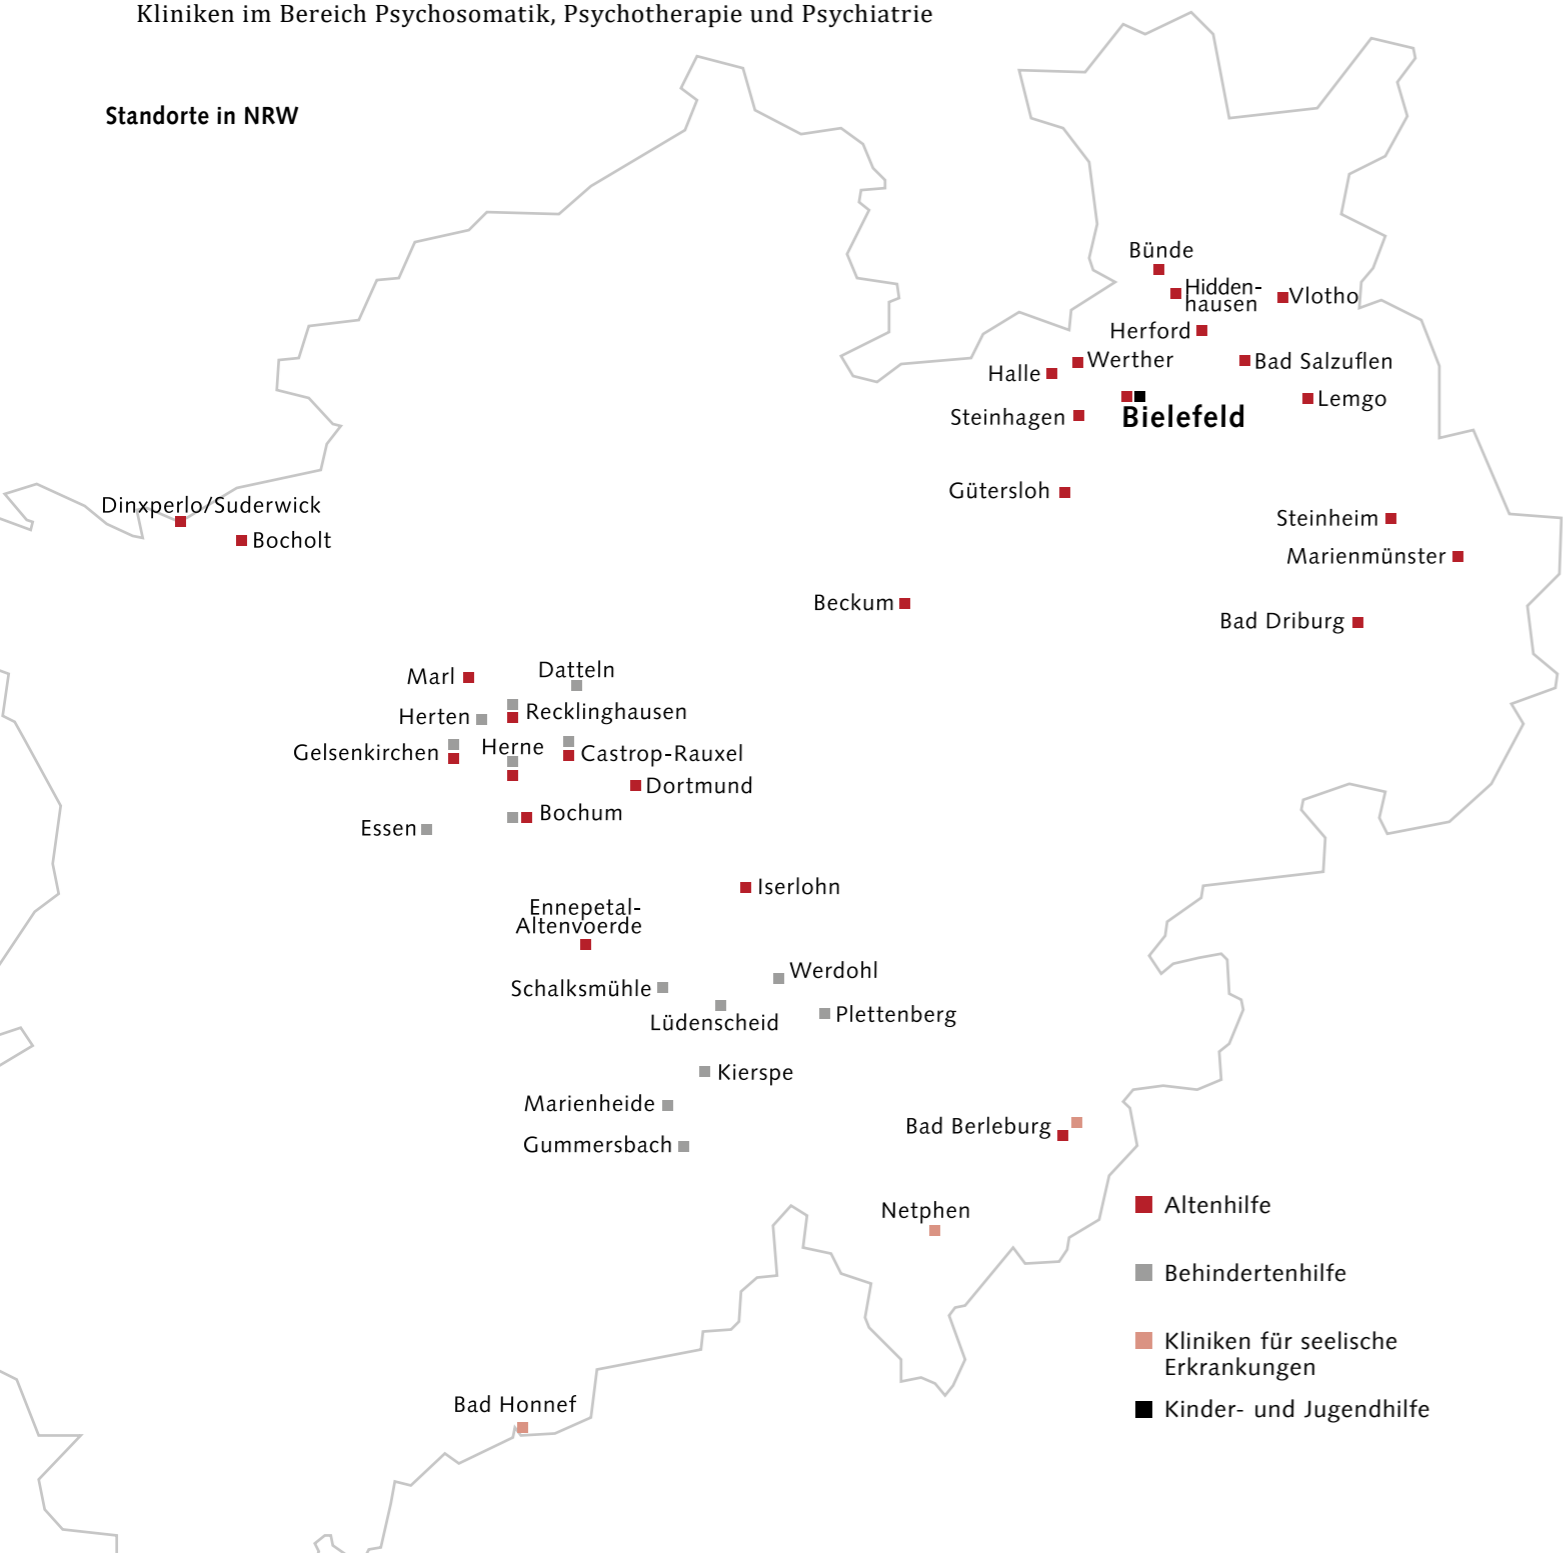 Kliniken im Bereich Psychosomatik, Psychotherapie und Psychiatrie
Standorte in NRW
Bünde
Hidden-
hausen
Vlotho
Herford
Werther
Bad Salzuflen
Halle
Lemgo
Steinhagen
Bielefeld
Gütersloh
Dinxperlo/Suderwick
Steinheim
Bocholt
Marienmünster
Beckum
Bad Driburg
Marl
Datteln
Herten
Recklinghausen
Gelsenkirchen
Herne
Castrop-Rauxel
Dortmund
Bochum
Essen
Iserlohn
Ennepetal-
Altenvoerde
Werdohl
Schalksmühle
Lüdenscheid
Plettenberg
Kierspe
Marienheide
Bad Berleburg
Gummersbach
Netphen
Altenhilfe
Behindertenhilfe
Kliniken für seelische
Erkrankungen
Bad Honnef
Kinder- und Jugendhilfe